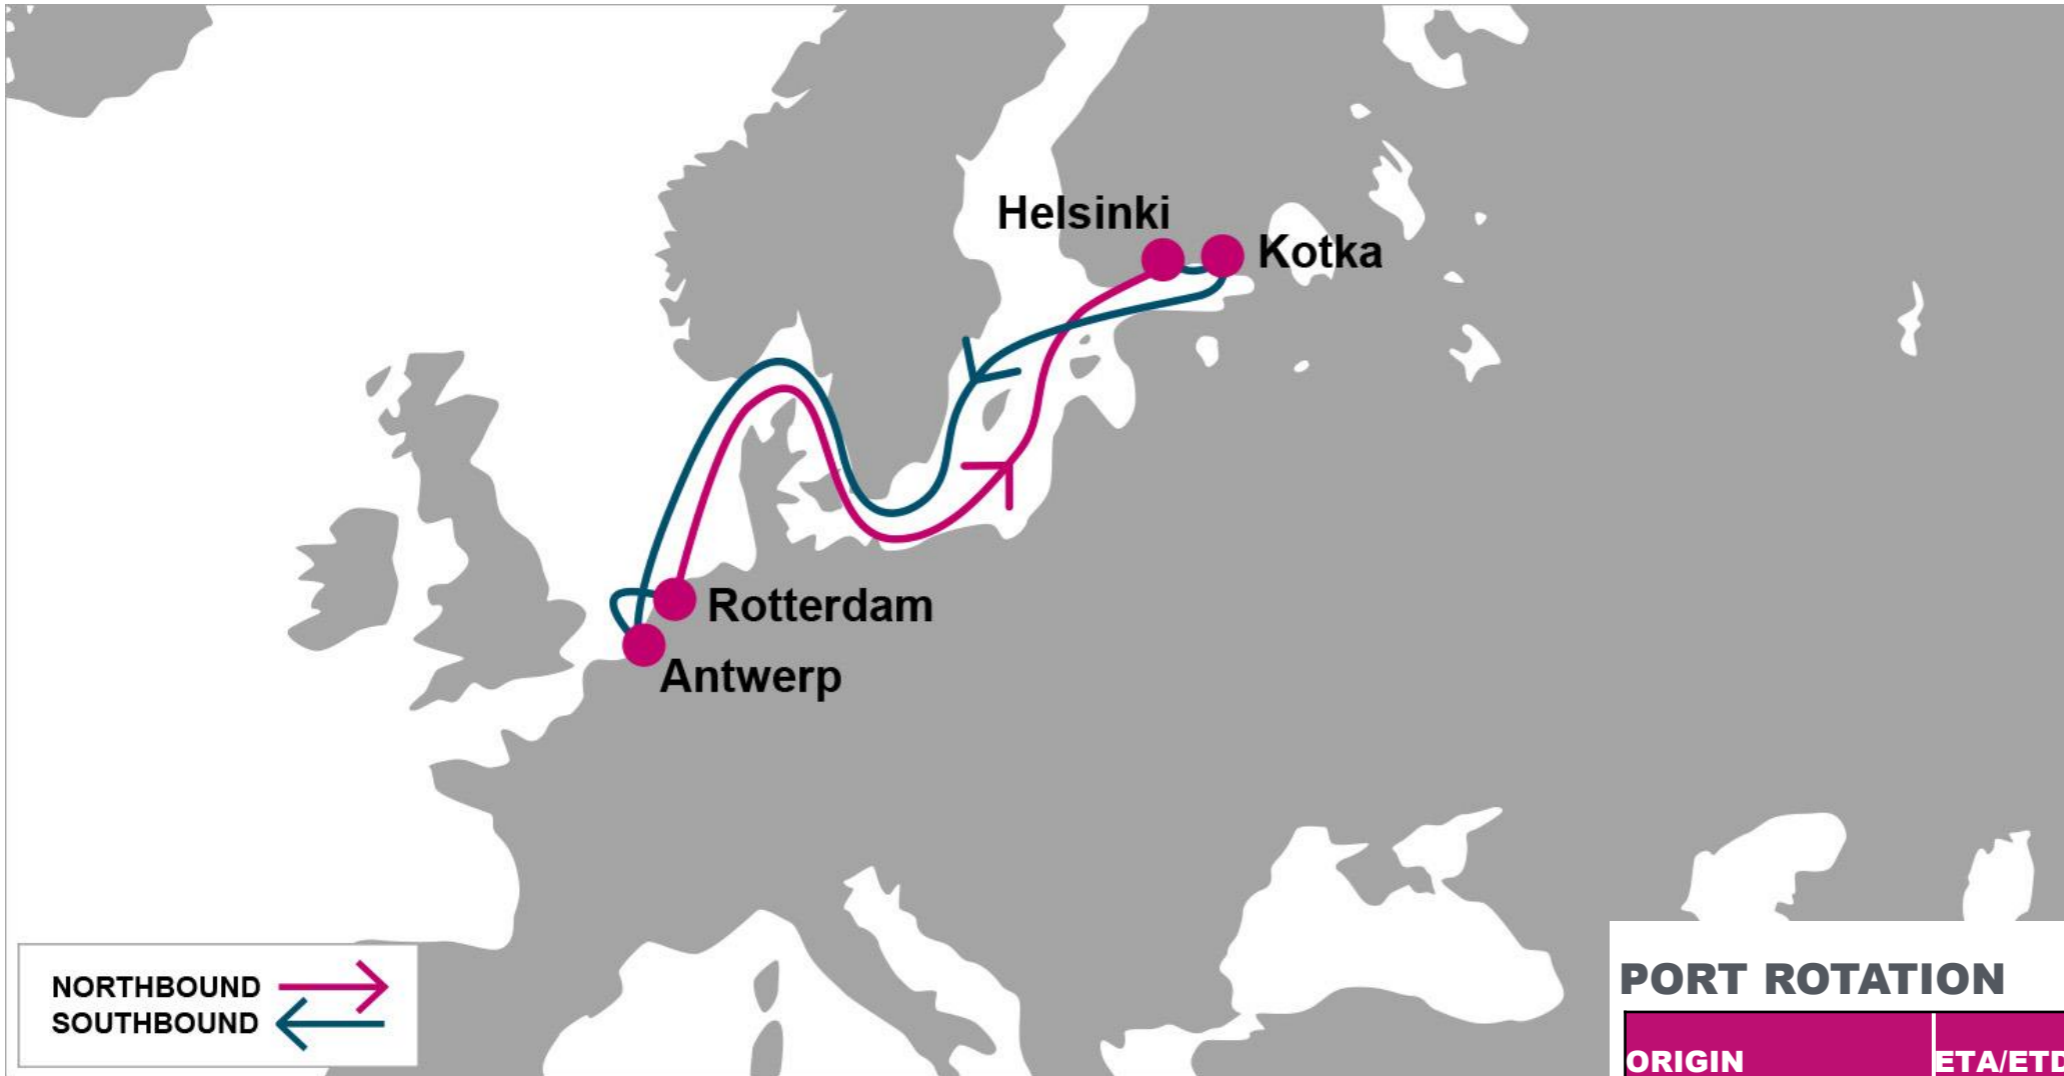 Helsinki
Kotka
Rotterdam
Antwerp
NORTHBOUND
SOUTHBOUND
PORT ROTATION
ORIGIN ETA/ETD